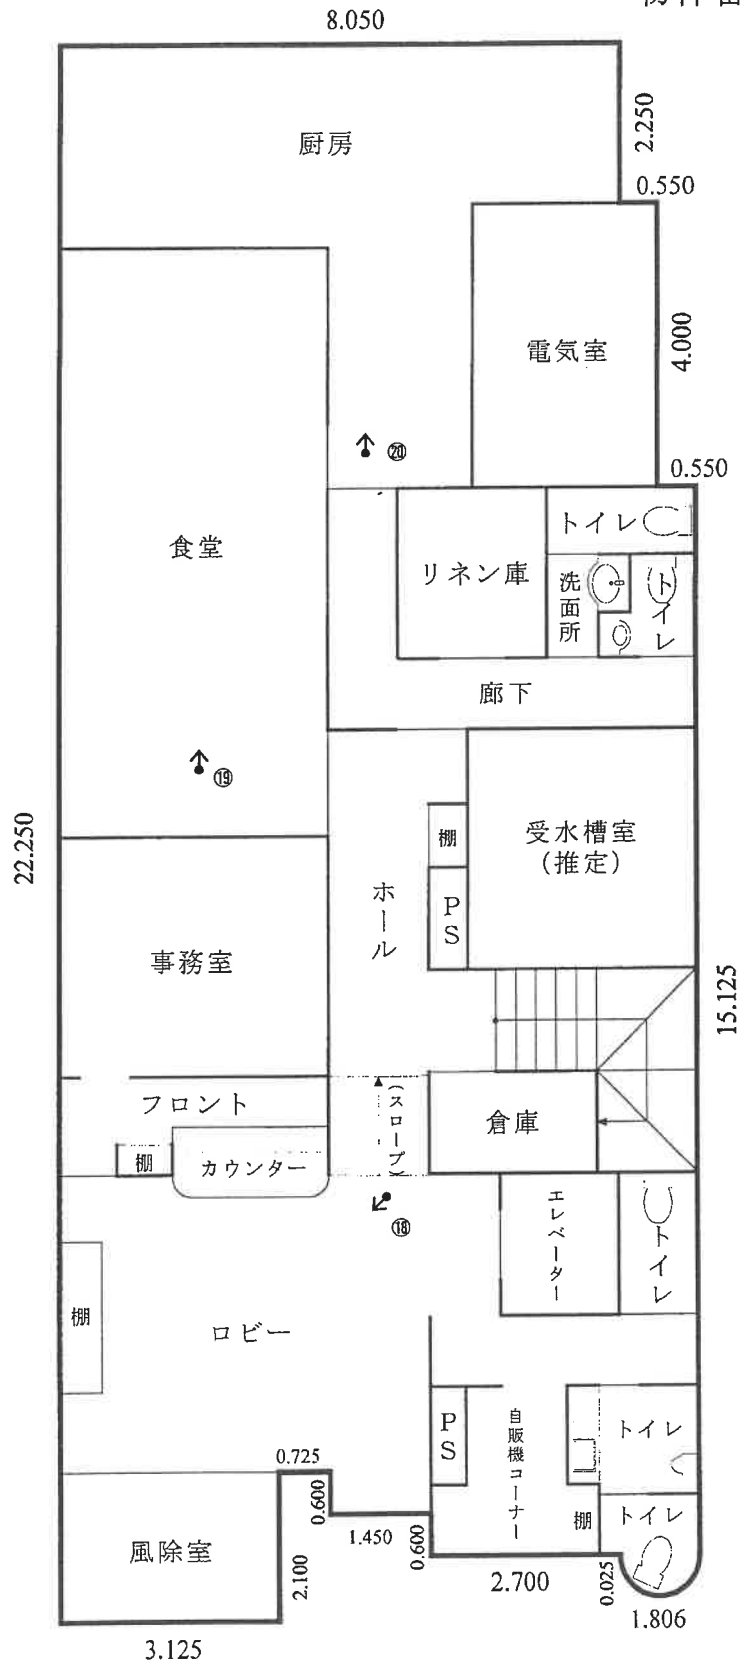 8.050
2.250
厨房
0.550
電気室
4.000
⑳
0.550
食堂
リネン庫
トイレ
洗面所
トイレ
廊下
⑲
22.250
受水槽室
(推定)
棚
PS
ホール
事務室
15.125
フロント
(スロープ)
倉庫
棚
カウンター
⑱
エレベーター
トイレ
棚
ロビー
PS
自販機コーナー
トイレ
0.725
0.600
棚
トイレ
風除室
1.450
0.600
2.100
2.700
0.025
1.806
3.125